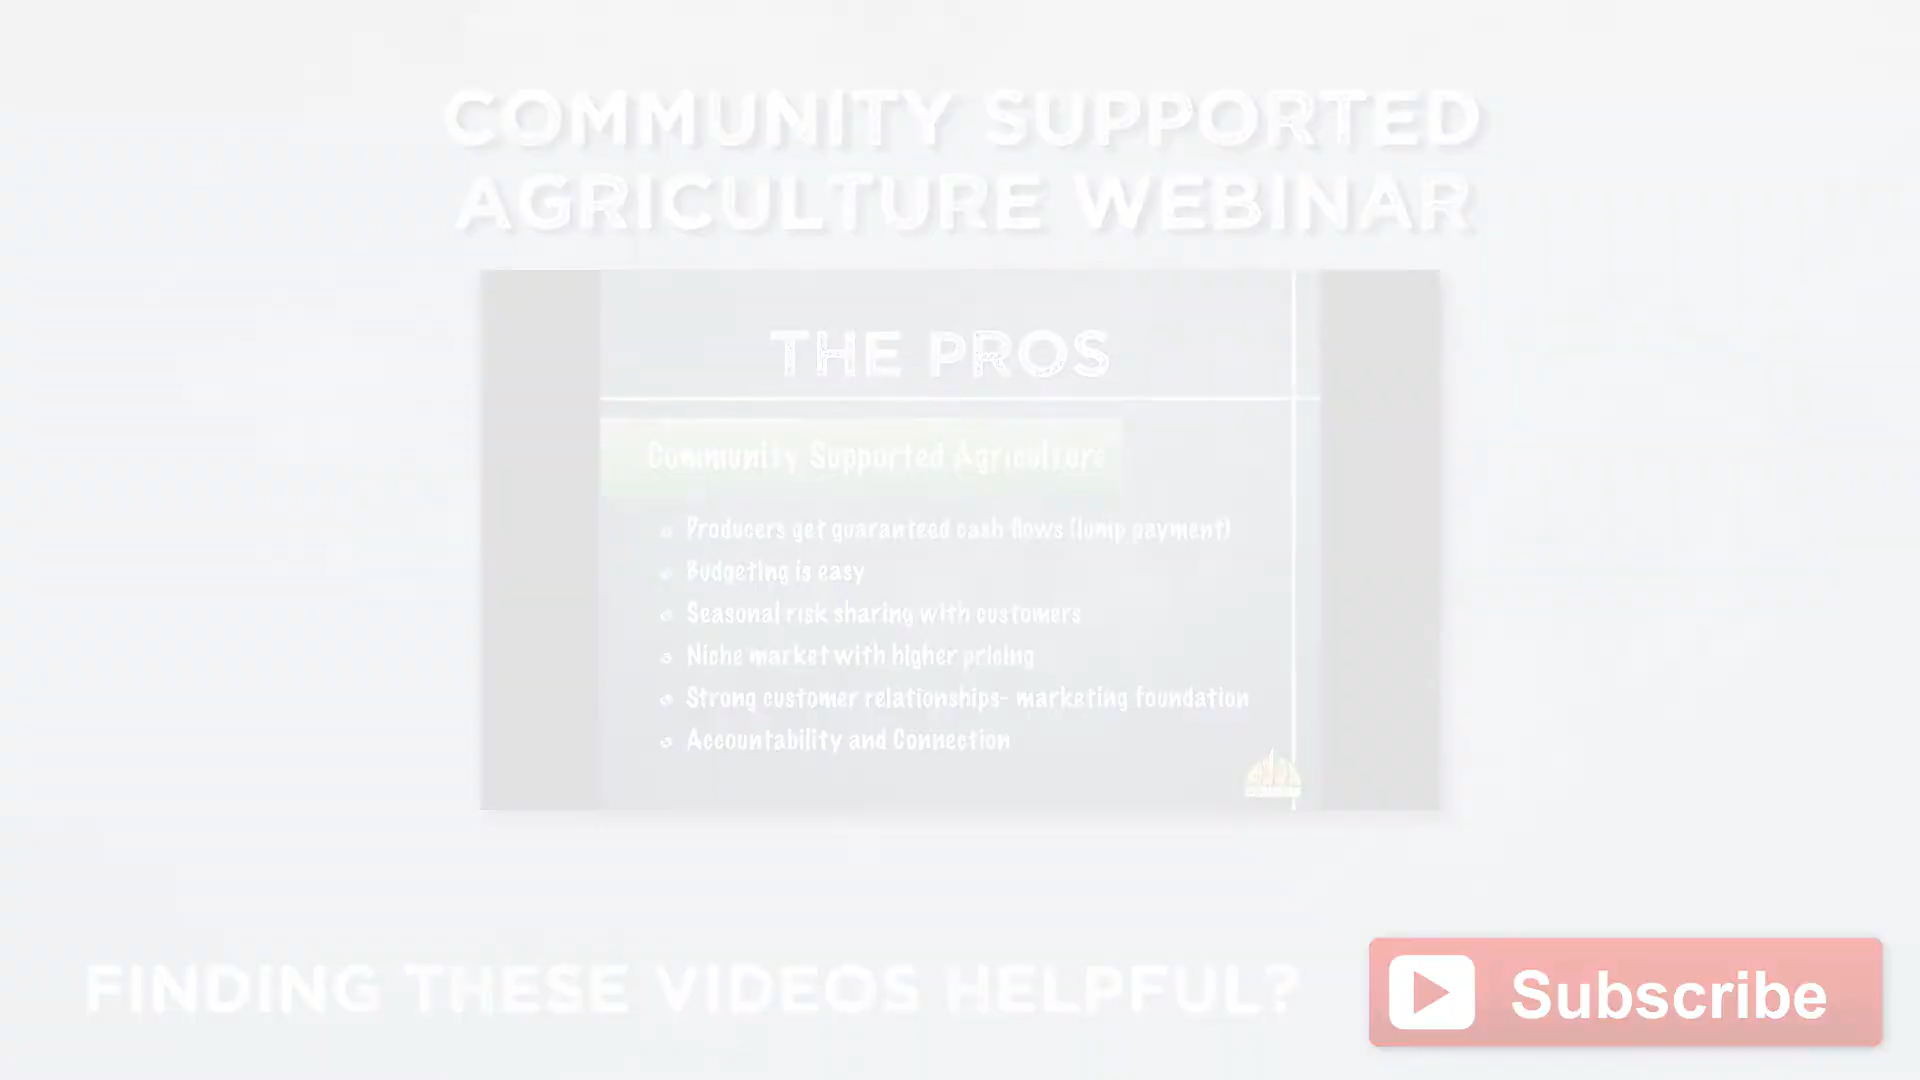 COMMUNITY SUPPORTED
AGRICULTURE WEBINAR
THE PROS
Community Supported Agriculture
Producers get guaranteed cash flows (lump payment)
Budgeting is easy
Seasonal risk sharing with customers
Niche market with higher pricing
Strong customer relationships- marketing foundation
Accountability and Connection
FINDING THESE VIDEOS HELPFUL?
Subscribe